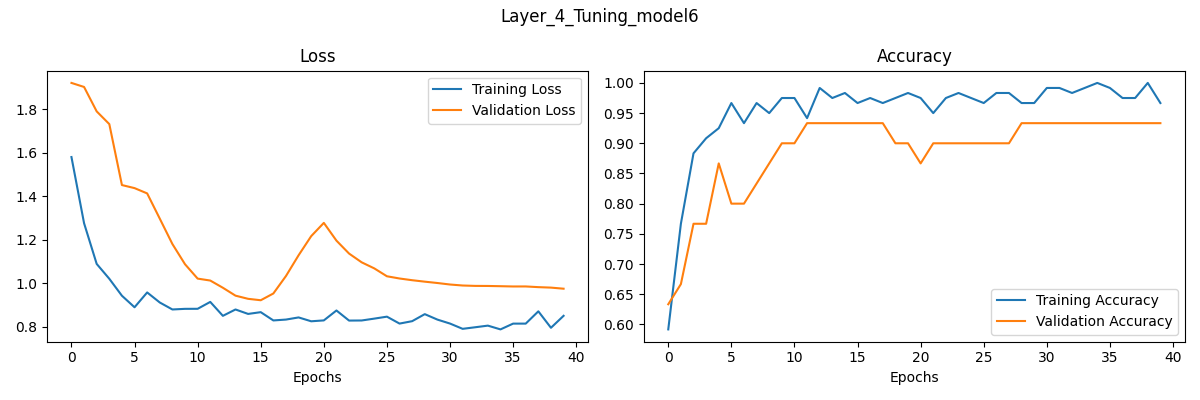 Layer_4_Tuning_model6
Loss
1.8
1.6
1.4
1.2
1.0
0.8
0 5 10 15 20 25 30 35 40
Epochs
Training Loss
Validation Loss
Accuracy
1.00
0.95
0.90
0.85
0.80
0.75
0.70
0.65
0.60
0 5 10 15 20 25 30 35 40
Epochs
Training Accuracy
Validation Accuracy